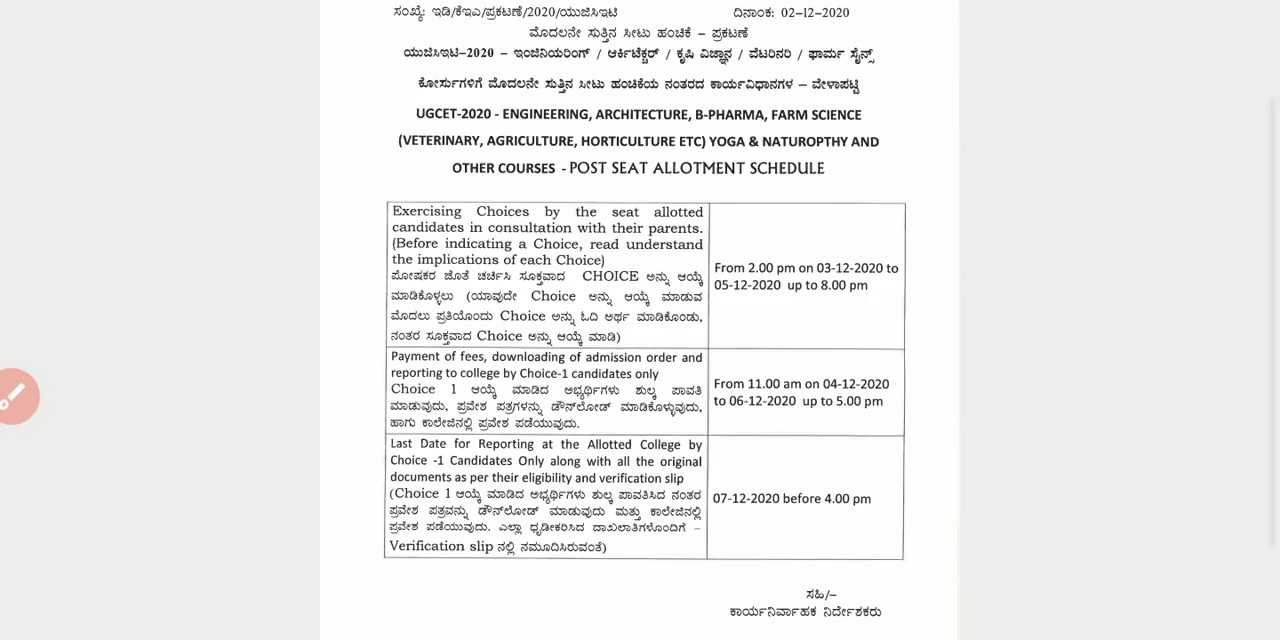 ಸಂಖ್ಯೆ: ಇಡಿ/ಕೆಇಎ/ಪ್ರಕಟಣೆ/2020/ಯುಜಿಸಿಇಟಿ ದಿನಾಂಕ: 02-12-2020
ಮೊದಲನೇ ಸುತ್ತಿನ ಸೀಟು ಹಂಚಿಕೆ – ಪ್ರಕಟಣೆ
ಯುಜಿಸಿಇಟಿ-2020 – ಇಂಜಿನಿಯರಿಂಗ್ / ಆರ್ಕಿಟೆಕ್ಚರ್ / ಕೃಷಿ ವಿಜ್ಞಾನ / ವೆಟರಿನರಿ / ಫಾರ್ಮ ಸೈನ್ಸ್
ಕೋರ್ಸುಗಳಿಗೆ ಮೊದಲನೇ ಸುತ್ತಿನ ಸೀಟು ಹಂಚಿಕೆಯ ನಂತರದ ಕಾರ್ಯವಿಧಾನಗಳ – ವೇಳಾಪಟ್ಟಿ
UGCET-2020 - ENGINEERING, ARCHITECTURE, B-PHARMA, FARM SCIENCE
(VETERINARY, AGRICULTURE, HORTICULTURE ETC) YOGA & NATUROPTHY AND
OTHER COURSES - POST SEAT ALLOTMENT SCHEDULE
Exercising Choices by the seat allotted
candidates in consultation with their parents.
(Before indicating a Choice, read understand
the implications of each Choice)
ಪೋಷಕರ ಜೊತೆ ಚರ್ಚಿಸಿ ಸೂಕ್ತವಾದ CHOICE ಅನ್ನು ಆಯ್ಕೆ
ಮಾಡಿಕೊಳ್ಳಲು (ಯಾವುದೇ Choice ಅನ್ನು ಆಯ್ಕೆ ಮಾಡುವ
ಮೊದಲು ಪ್ರತಿಯೊಂದು Choice ಅನ್ನು ಓದಿ ಅರ್ಥ ಮಾಡಿಕೊಂಡು,
ನಂತರ ಸೂಕ್ತವಾದ Choice ಅನ್ನು ಆಯ್ಕೆ ಮಾಡಿ)
From 2.00 pm on 03-12-2020 to
05-12-2020 up to 8.00 pm
Payment of fees, downloading of admission order and
reporting to college by Choice-1 candidates only
Choice 1 ಆಯ್ಕೆ ಮಾಡಿದ ಅಭ್ಯರ್ಥಿಗಳು ಶುಲ್ಕ ಪಾವತಿ
ಮಾಡುವುದು, ಪ್ರವೇಶ ಪತ್ರಗಳನ್ನು ಡೌನ್‌ಲೋಡ್ ಮಾಡಿಕೊಳ್ಳುವುದು,
ಹಾಗು ಕಾಲೇಜಿನಲ್ಲಿ ಪ್ರವೇಶ ಪಡೆಯುವುದು.
From 11.00 am on 04-12-2020
to 06-12-2020 up to 5.00 pm
Last Date for Reporting at the Allotted College by
Choice -1 Candidates Only along with all the original
documents as per their eligibility and verification slip
(Choice 1 ಆಯ್ಕೆ ಮಾಡಿದ ಅಭ್ಯರ್ಥಿಗಳು ಶುಲ್ಕ ಪಾವತಿಸಿದ ನಂತರ
ಪ್ರವೇಶ ಪತ್ರವನ್ನು ಡೌನ್‌ಲೋಡ್ ಮಾಡುವುದು ಮತ್ತು ಕಾಲೇಜಿನಲ್ಲಿ
ಪ್ರವೇಶ ಪಡೆಯುವುದು. ಎಲ್ಲಾ ಧೃಡೀಕರಿಸಿದ ದಾಖಲಾತಿಗಳೊಂದಿಗೆ –
Verification slip ನಲ್ಲಿ ನಮೂದಿಸಿರುವಂತೆ)
07-12-2020 before 4.00 pm
ಸಹಿ/-
ಕಾರ್ಯನಿರ್ವಾಹಕ ನಿರ್ದೇಶಕರು